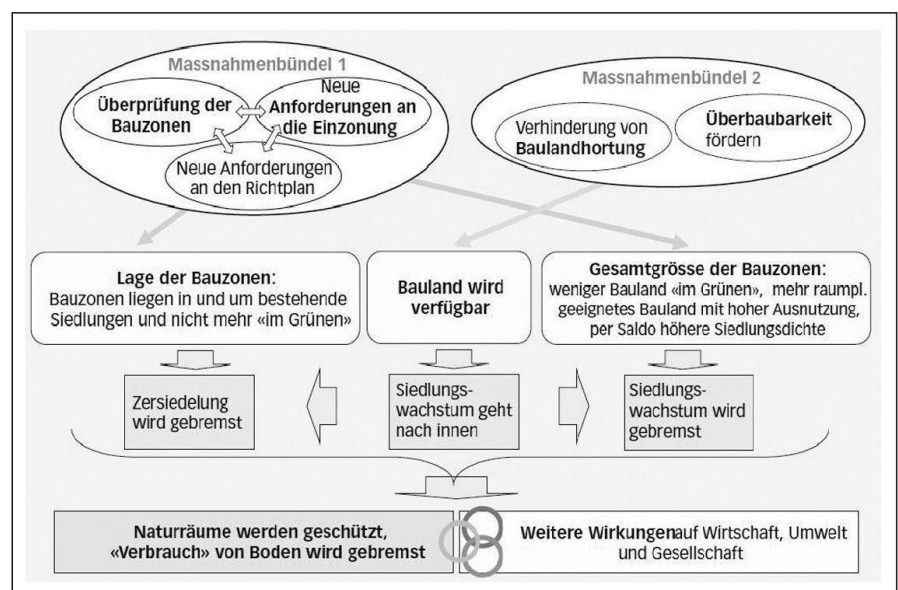 Massnahmenbündel 1
Überprüfung der
Bauzonen
Neue
Anforderungen an
die Einzonung
Neue Anforderungen
an den Richtplan
Massnahmenbündel 2
Verhinderung von
Baulandhortung
Überbaubarkeit
fördern
Lage der Bauzonen:
Bauzonen liegen in und um bestehende
Siedlungen und nicht mehr «im Grünen»
Bauland wird
verfügbar
Gesamtgrösse der Bauzonen:
weniger Bauland «im Grünen», mehr raumpl.
geeignetes Bauland mit hoher Ausnutzung,
per Saldo höhere Siedlungsdichte
Zersiedelung
wird gebremst
Siedlungs-
wachstum geht
nach innen
Siedlungs-
wachstum wird
gebremst
Naturräume werden geschützt,
«Verbrauch» von Boden wird gebremst
Weitere Wirkungenauf Wirtschaft, Umwelt
und Gesellschaft